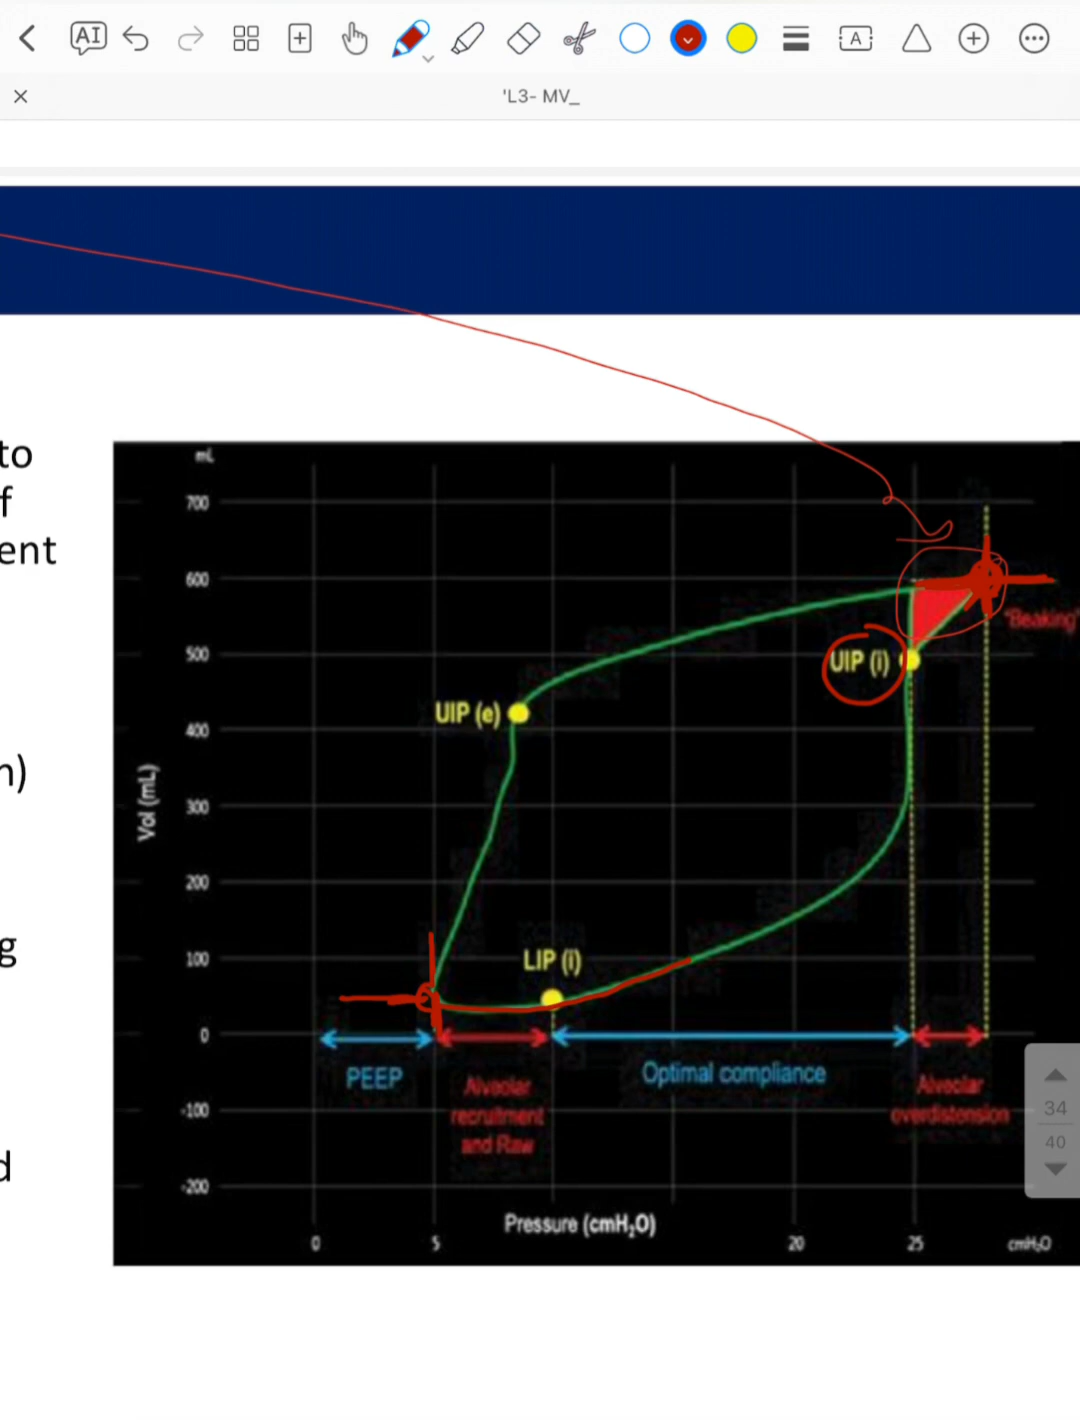 AI
A
'L3- MV_
to
f
ent
n)
g
d
mL
700
600
"Beaking"
500
UIP (i)
UIP (e)
400
Vol (mL)
300
200
100
LIP (i)
0
PEEP
Optimal compliance
Alveolar
recruitment
and Raw
Alveolar
overdistension
-100
-200
34
40
Pressure (cmH₂O)
0
5
20
25
cmH₂O